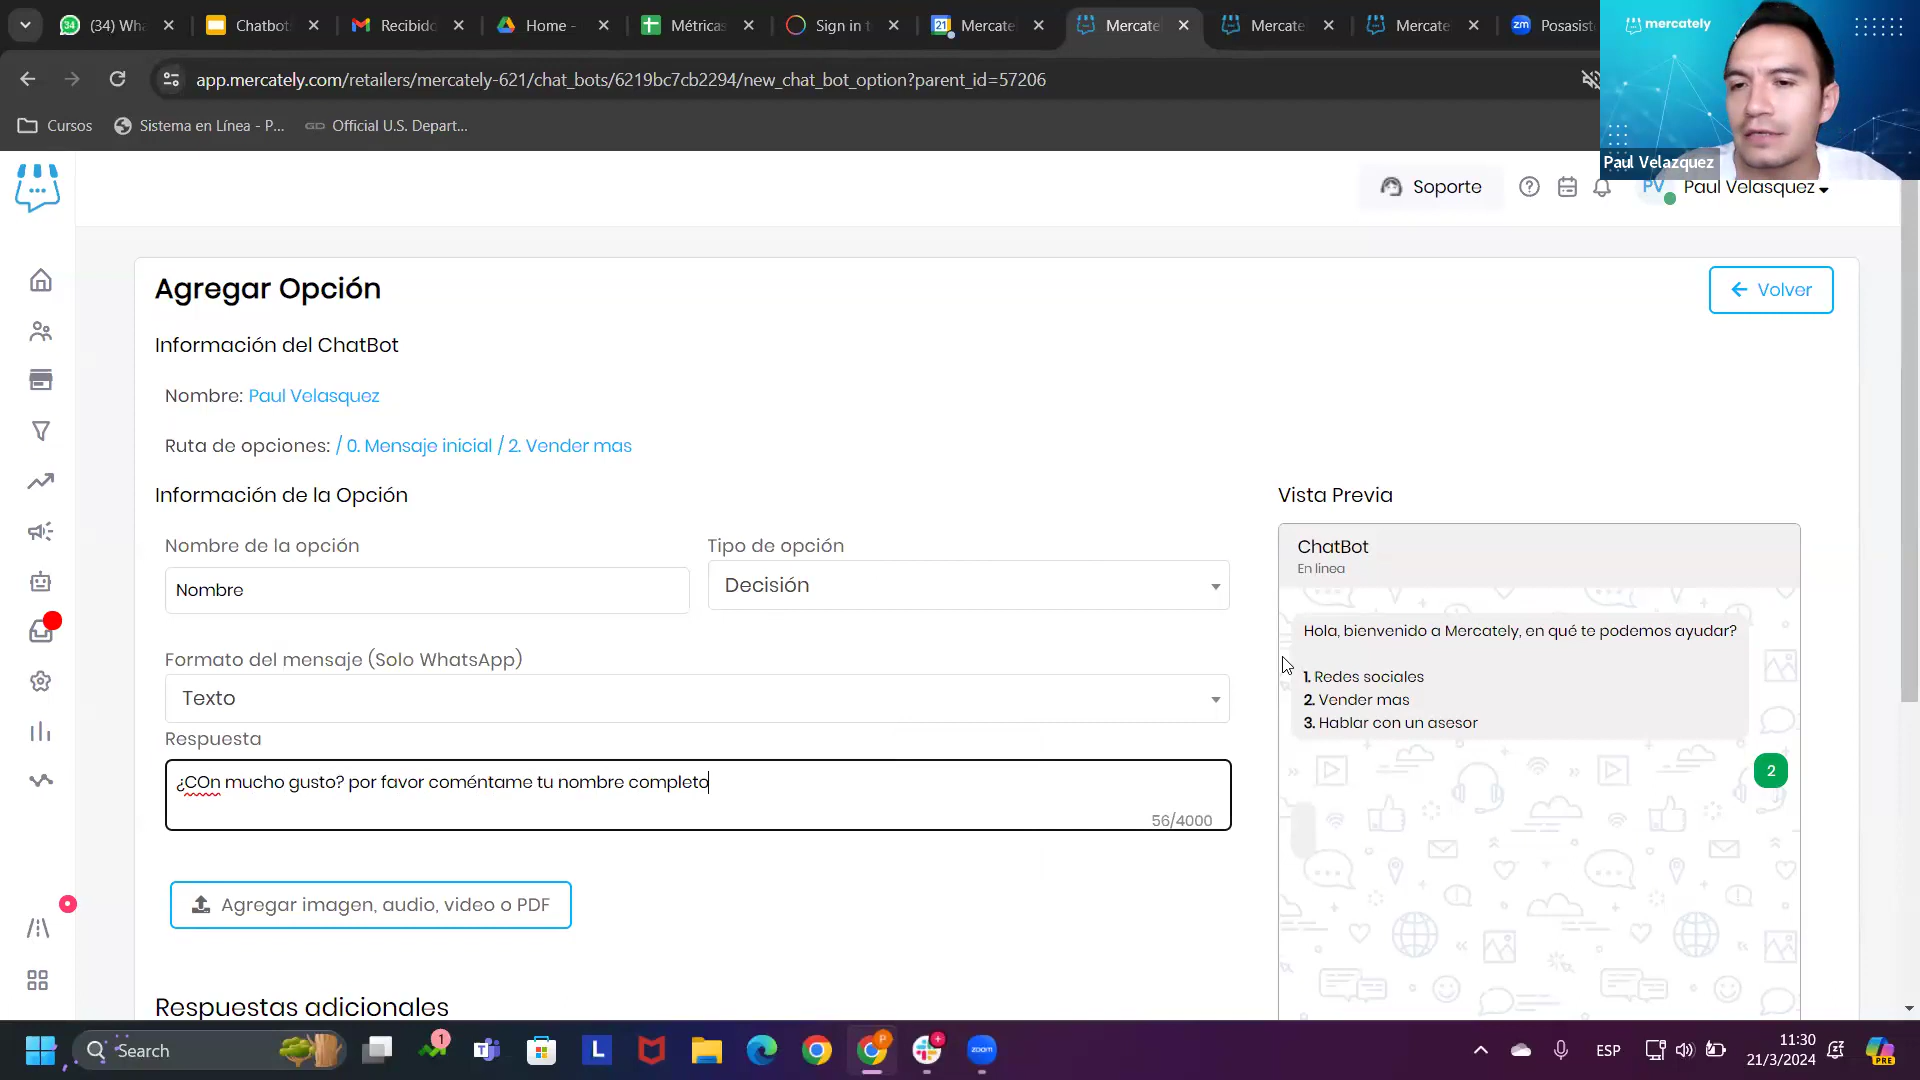 (34) Wha
Chatbot
Recibido
Home -
Métricas
Sign in t
Mercate
Mercate
Mercate
Mercate
Posasist
app.mercately.com/retailers/mercately-621/chat_bots/6219bc7cb2294/new_chat_bot_option?parent_id=57206
Cursos
Sistema en Línea - P...
Official U.S. Depart...
mercately
Paul Velazquez
Soporte
PV
Paul Velasquez
Agregar Opción
Volver
Información del ChatBot
Nombre: Paul Velasquez
Ruta de opciones: / 0. Mensaje inicial / 2. Vender mas
Información de la Opción
Vista Previa
Nombre de la opción
Tipo de opción
Nombre
Decisión
Formato del mensaje (Solo WhatsApp)
Texto
Respuesta
¿COn mucho gusto? por favor coméntame tu nombre completo
56/4000
Agregar imagen, audio, video o PDF
Respuestas adicionales
ChatBot
En línea
Hola, bienvenido a Mercately, en qué te podemos ayudar?
1. Redes sociales
2. Vender mas
3. Hablar con un asesor
2
Search
1
zoom
ESP
11:30
21/3/2024
PRE